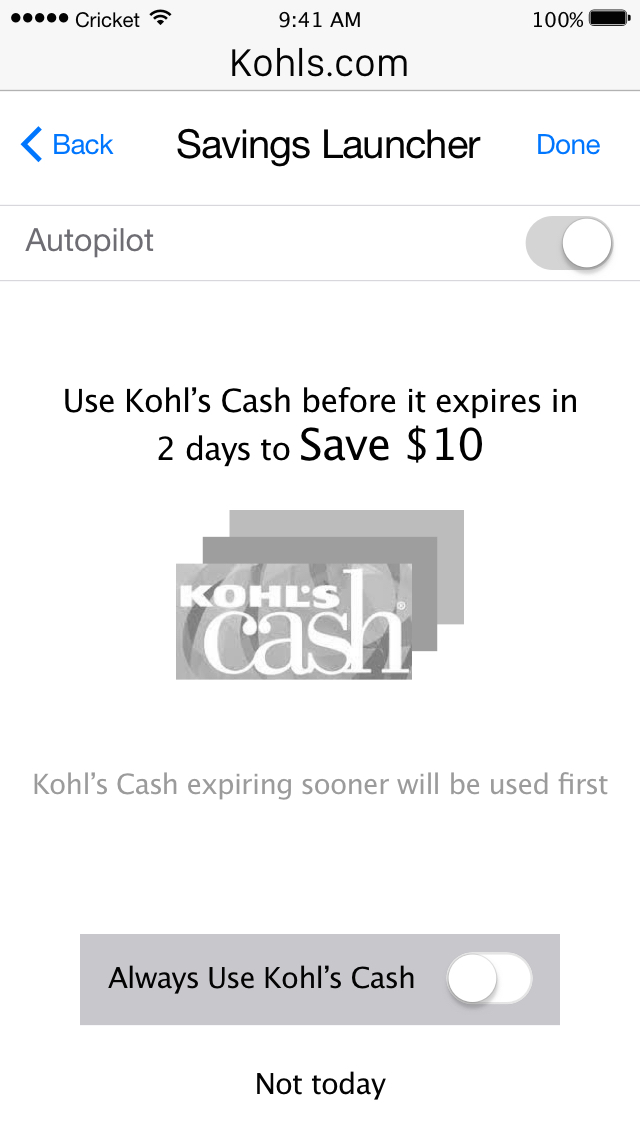 Cricket 9:41 AM 100%
Kohls.com
Back Savings Launcher Done
Autopilot
Use Kohl’s Cash before it expires in
2 days to Save $10
KOHL'S
cash®
Kohl’s Cash expiring sooner will be used first
Always Use Kohl’s Cash
Not today